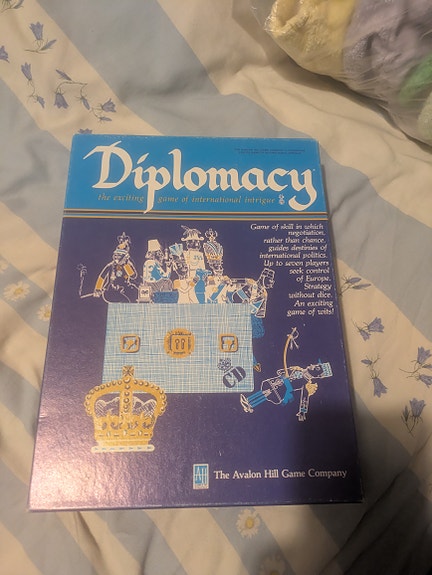 Diplomacy
the exciting game of international intrigue
Game of skill in which
negotiation,
rather than chance,
guides destinies of
international politics.
Up to seven players
seek control
of Europe.
Strategy
without dice.
An exciting
game of wits!
CD
AH
The Avalon Hill Game Company